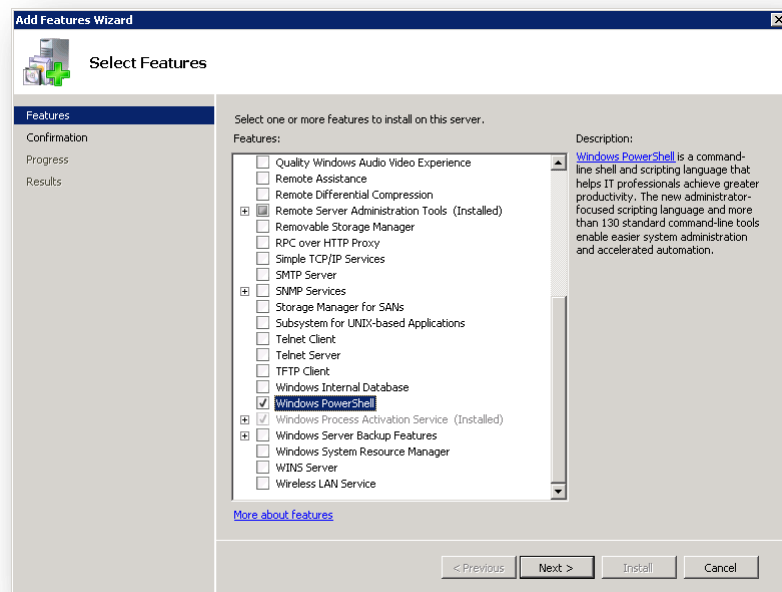 Add Features Wizard
Select Features
Features
Confirmation
Progress
Results
Select one or more features to install on this server.
Features:
Quality Windows Audio Video Experience
Remote Assistance
Remote Differential Compression
Remote Server Administration Tools (Installed)
Removable Storage Manager
RPC over HTTP Proxy
Simple TCP/IP Services
SMTP Server
SNMP Services
Storage Manager for SANs
Subsystem for UNIX-based Applications
Telnet Client
Telnet Server
TFTP Client
Windows Internal Database
Windows PowerShell
Windows Process Activation Service (Installed)
Windows Server Backup Features
Windows System Resource Manager
WINS Server
Wireless LAN Service
More about features
Description:
Windows PowerShell is a command-
line shell and scripting language that
helps IT professionals achieve greater
productivity. The new administrator-
focused scripting language and more
than 130 standard command-line tools
enable easier system administration
and accelerated automation.
< Previous
Next >
Install
Cancel